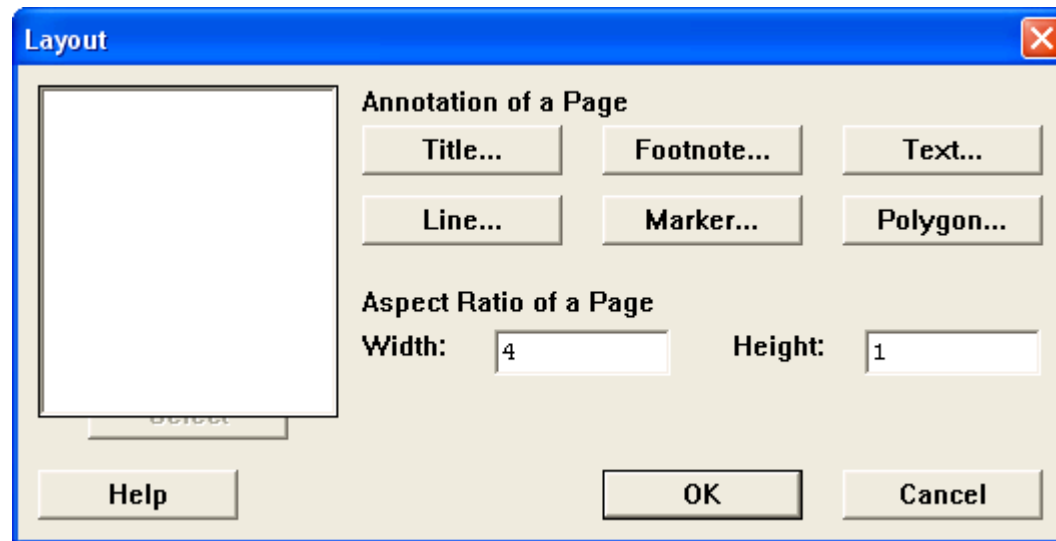 Layout
Annotation of a Page
Title... Footnote... Text...
Line... Marker... Polygon...
Aspect Ratio of a Page
Width: 4 Height: 1
Select
Help OK Cancel